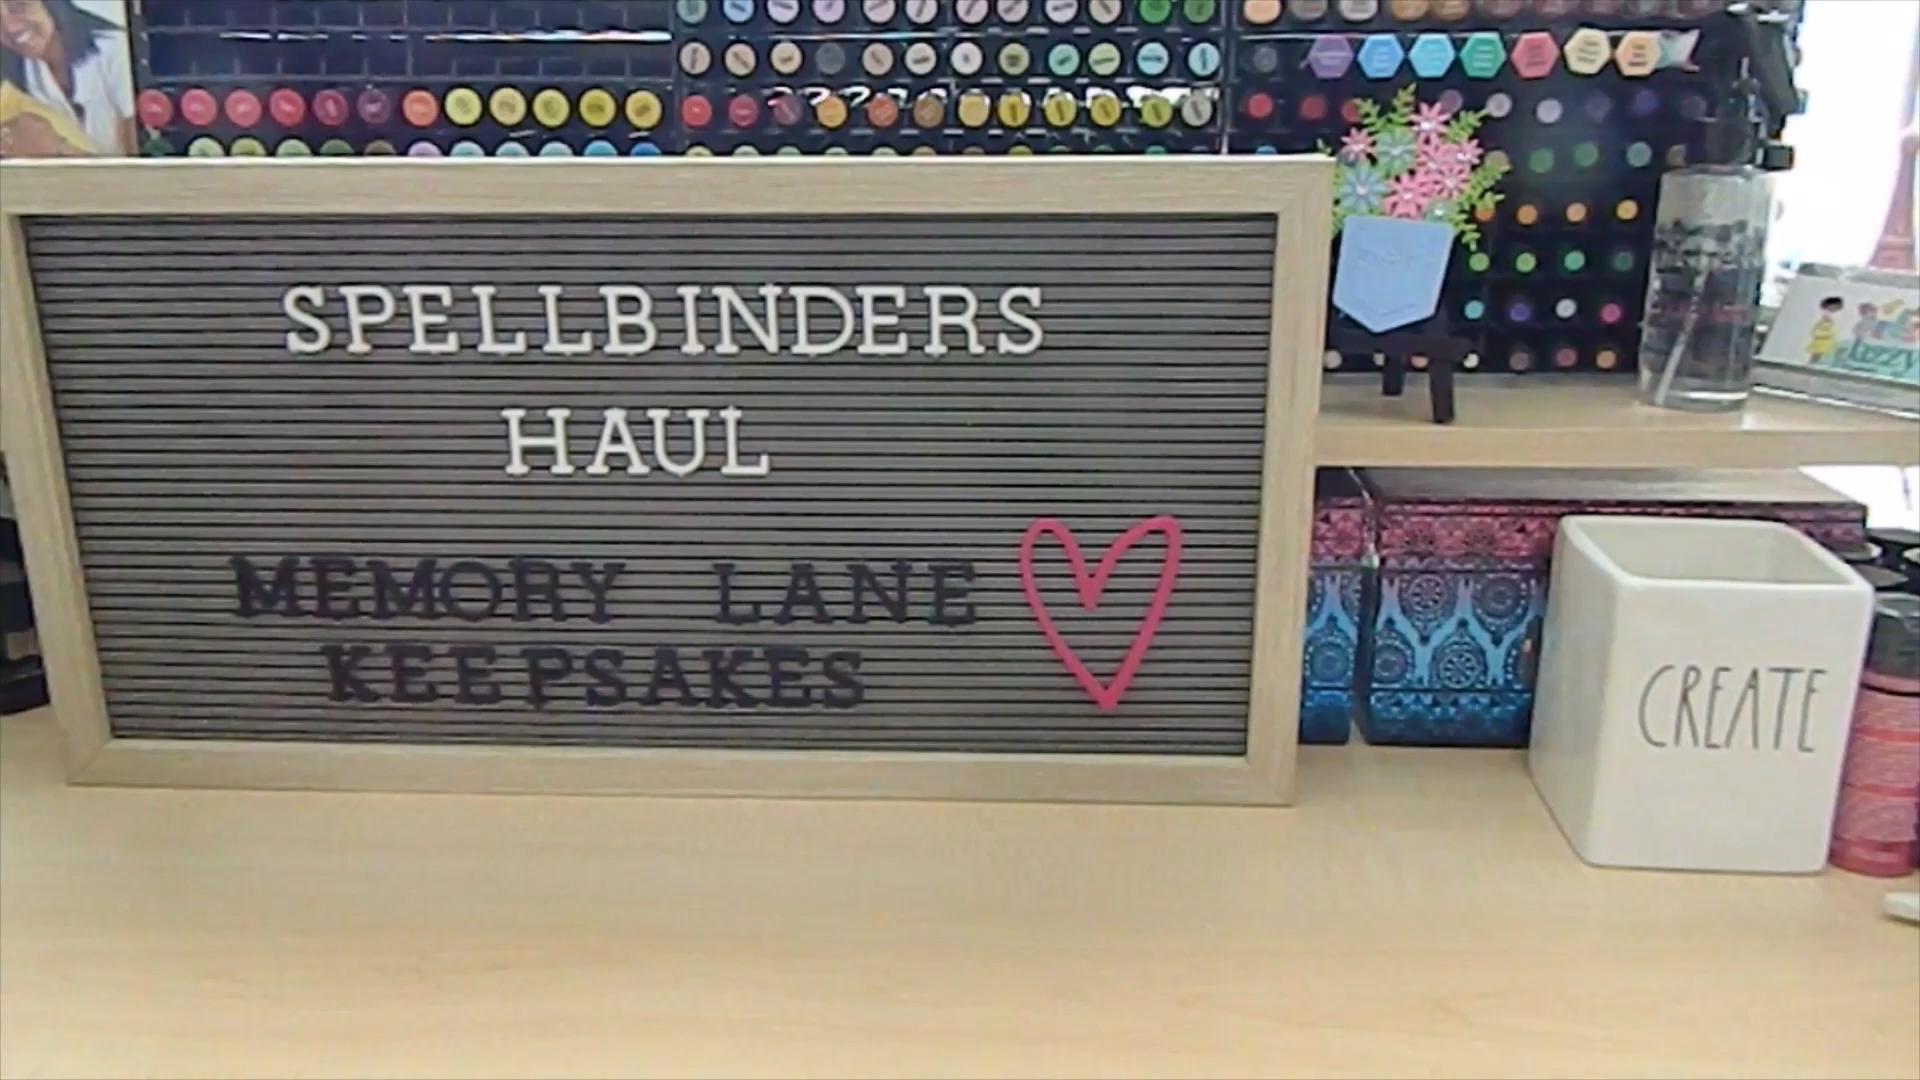 SPELLBINDERS
HAUL
MEMORY LANE
KEEPSAKES
CREATE